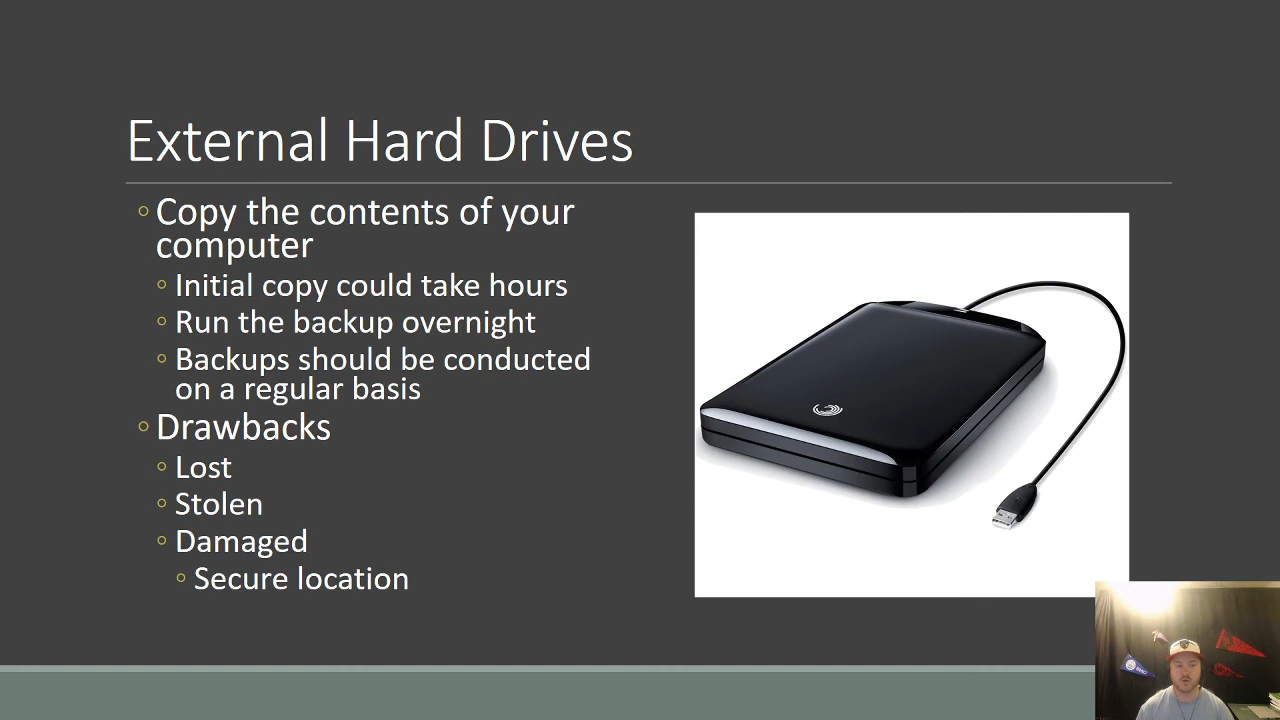 External Hard Drives
Copy the contents of your
computer
Initial copy could take hours
Run the backup overnight
Backups should be conducted
on a regular basis
Drawbacks
Lost
Stolen
Damaged
Secure location